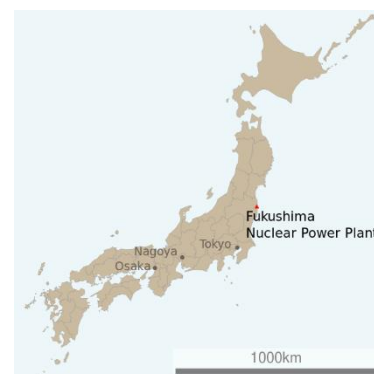 Fukushima
Nuclear Power Plant
Tokyo
Nagoya
Osaka
1000km